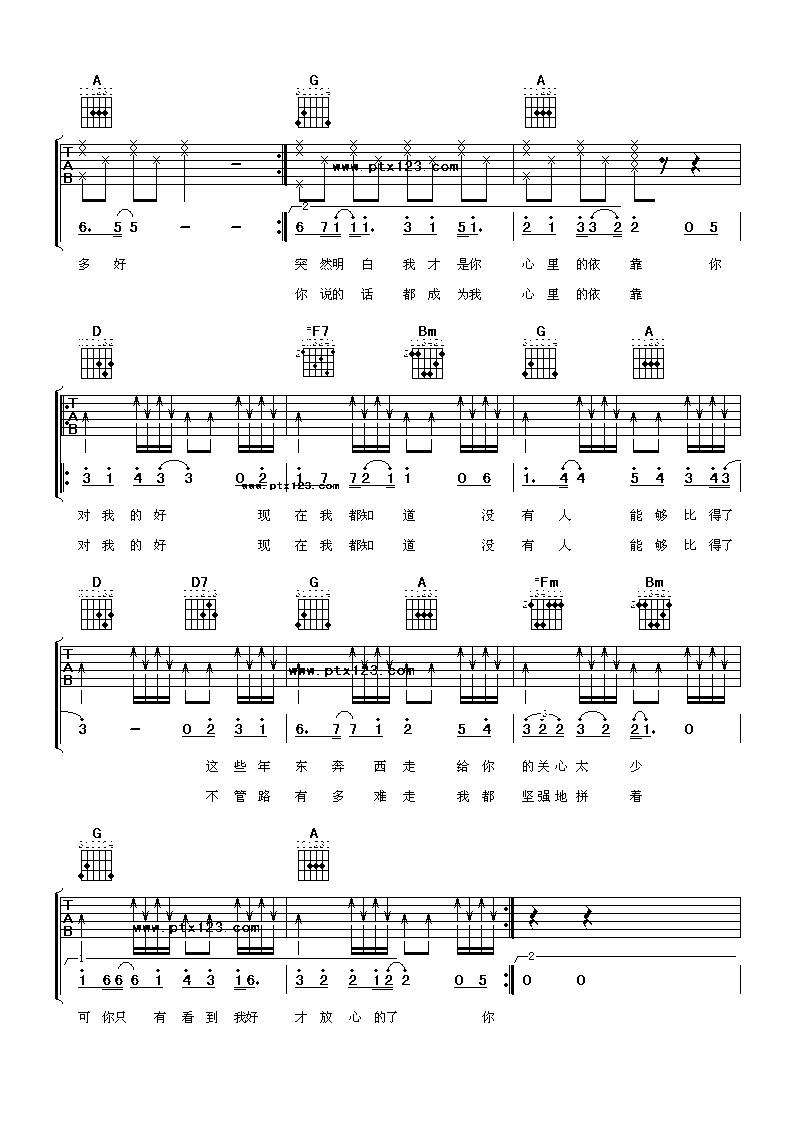 A G A
T A B
www.ptx123.com
2
6. 5 5 - - 6 7 1 1 1. 3 1 5 1. 2 1 3 3 2 2 0 5
多 好 突 然 明 白 我 才 是 你 心 里 的 依 靠 你
你 说 的 话 都 成 为 我 心 里 的 依 靠
D #F7 Bm G A
T A B
3 1 4 3 3 0 2 1 7 7 2 1 1 0 6 1. 4 4 5 4 3 4 3
www.ptx123.com
对 我 的 好 现 在 我 都 知 道 没 有 人 能 够 比 得 了
对 我 的 好 现 在 我 都 知 道 没 有 人 能 够 比 得 了
D D7 G A =Fm Bm
T A B
www.ptx123.com
3 - 0 2 3 1 6. 7 7 1 2 5 4 3 2 2 3 2 2 1. 0
这 些 年 东 奔 西 走 给 你 的 关 心 太 少
不 管 路 有 多 难 走 我 都 坚 强 地 拼 着
G A
T A B
www.ptx123.com
1 2
1 6 6 6 1 4 3 1 6. 3 2 2 1 2 2 0 5 0 0
可 你 只 有 看 到 我 好 才 放 心 的 了 你